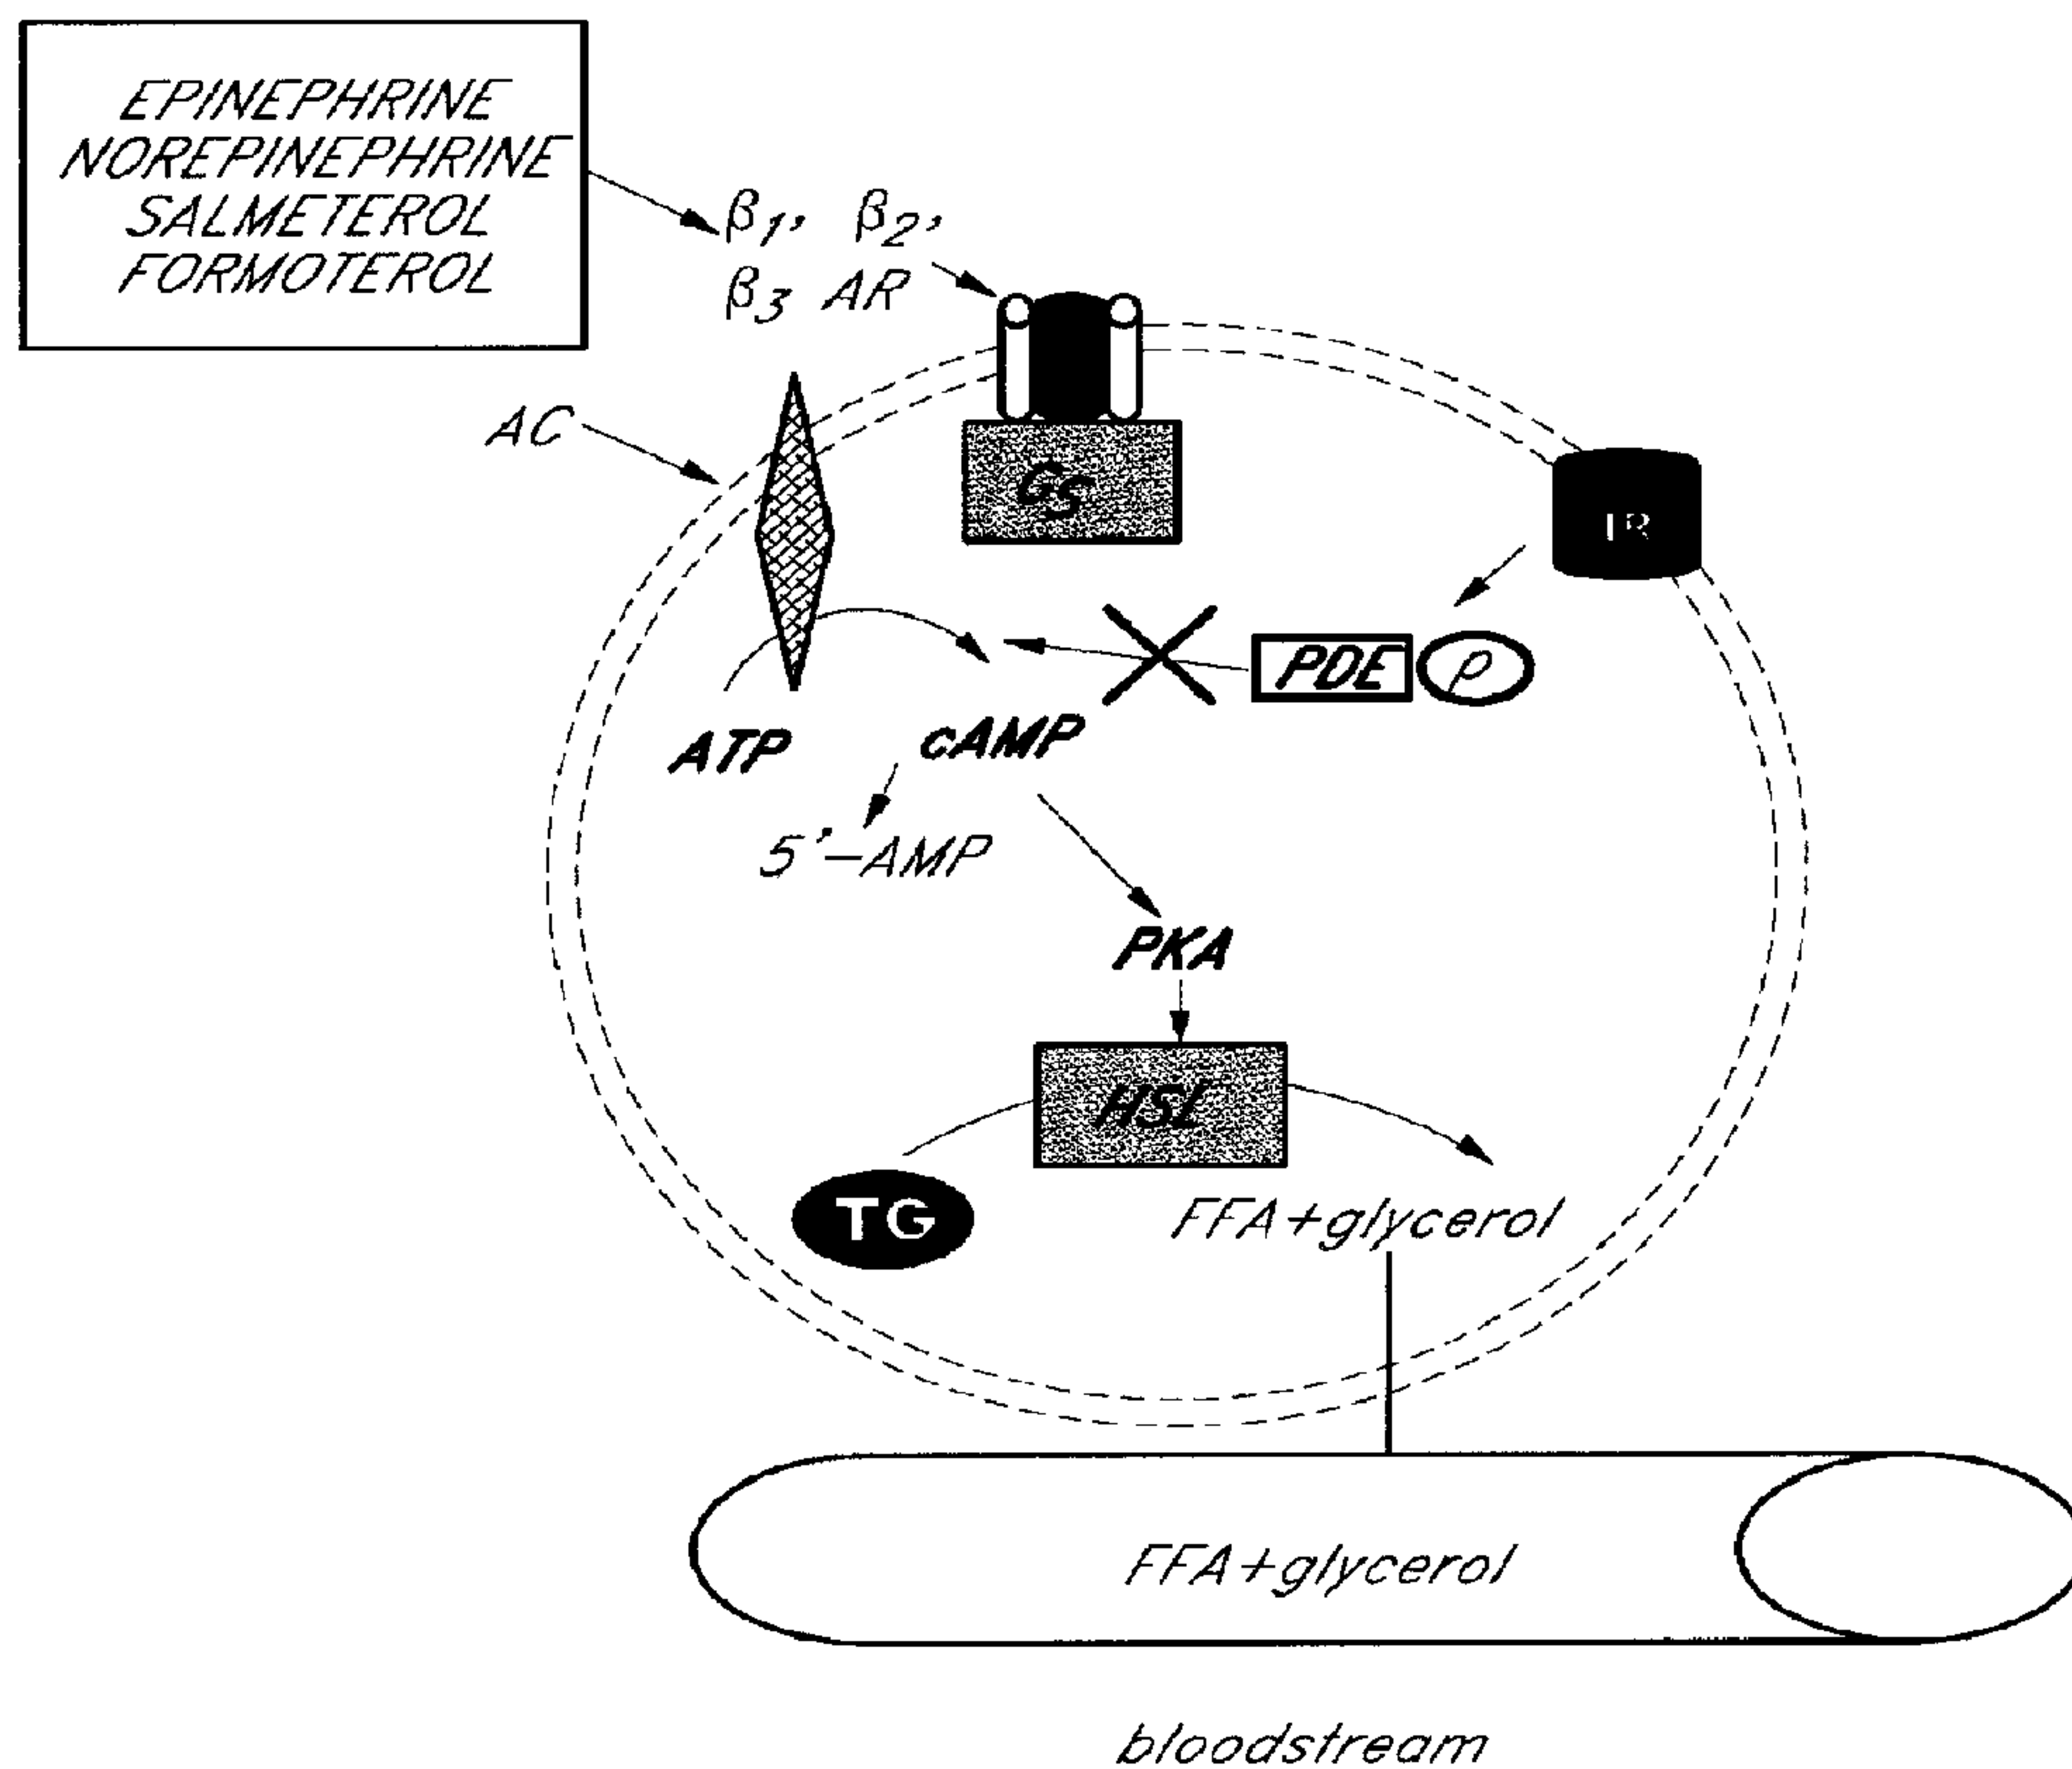 EPINEPHRINE
NOREPINEPHRINE
SALMETEROL
FORMOTEROL
β1, β2,
β3 AR
AC
GS
IR
PDE P
ATP cAMP
5'-AMP
PKA
HSL
TG
FFA+glycerol
FFA+glycerol
bloodstream